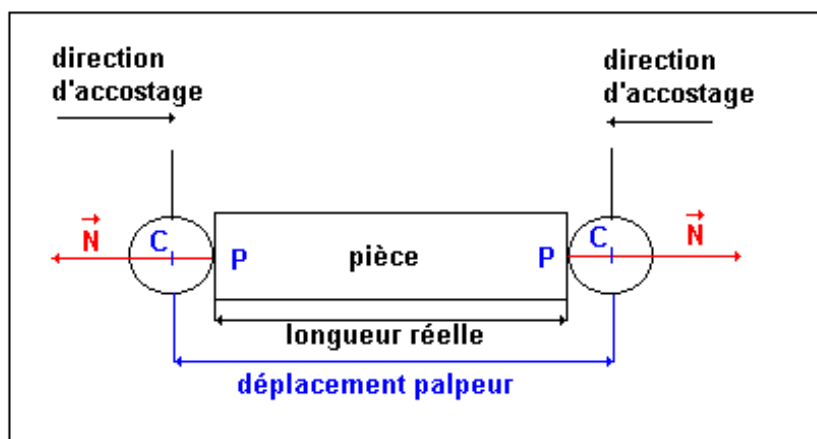 direction
d'accostage
direction
d'accostage
N
C
P
pièce
P
C
N
longueur réelle
déplacement palpeur